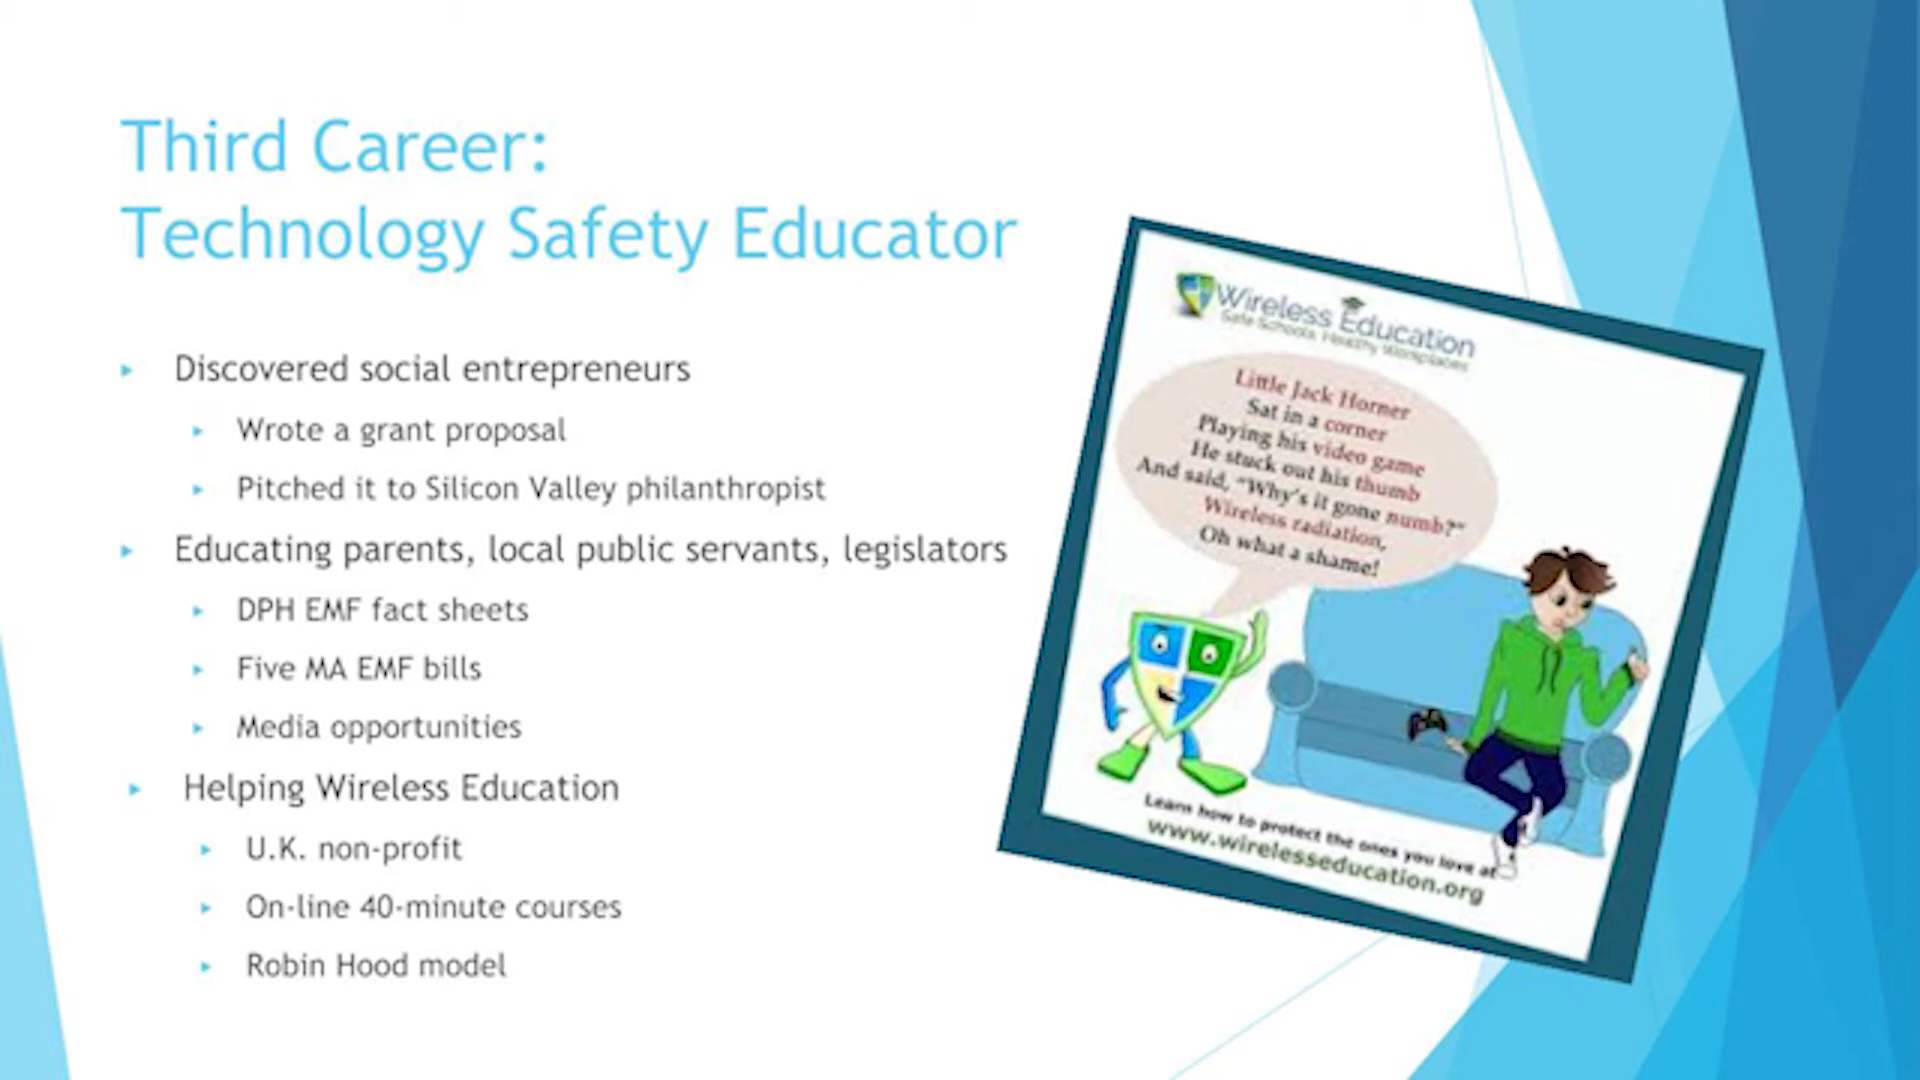 Third Career:
Technology Safety Educator
Discovered social entrepreneurs
Wrote a grant proposal
Pitched it to Silicon Valley philanthropist
Educating parents, local public servants, legislators
DPH EMF fact sheets
Five MA EMF bills
Media opportunities
Helping Wireless Education
U.K. non-profit
On-line 40-minute courses
Robin Hood model
Wireless Education
Safe Schools, Healthy Workplaces
Little Jack Horner
Sat in a corner
Playing his video game
He stuck out his thumb
And said, "Why's it gone numb?"
Wireless radiation,
Oh what a shame!
Learn how to protect the ones you love at
www.wirelesseducation.org